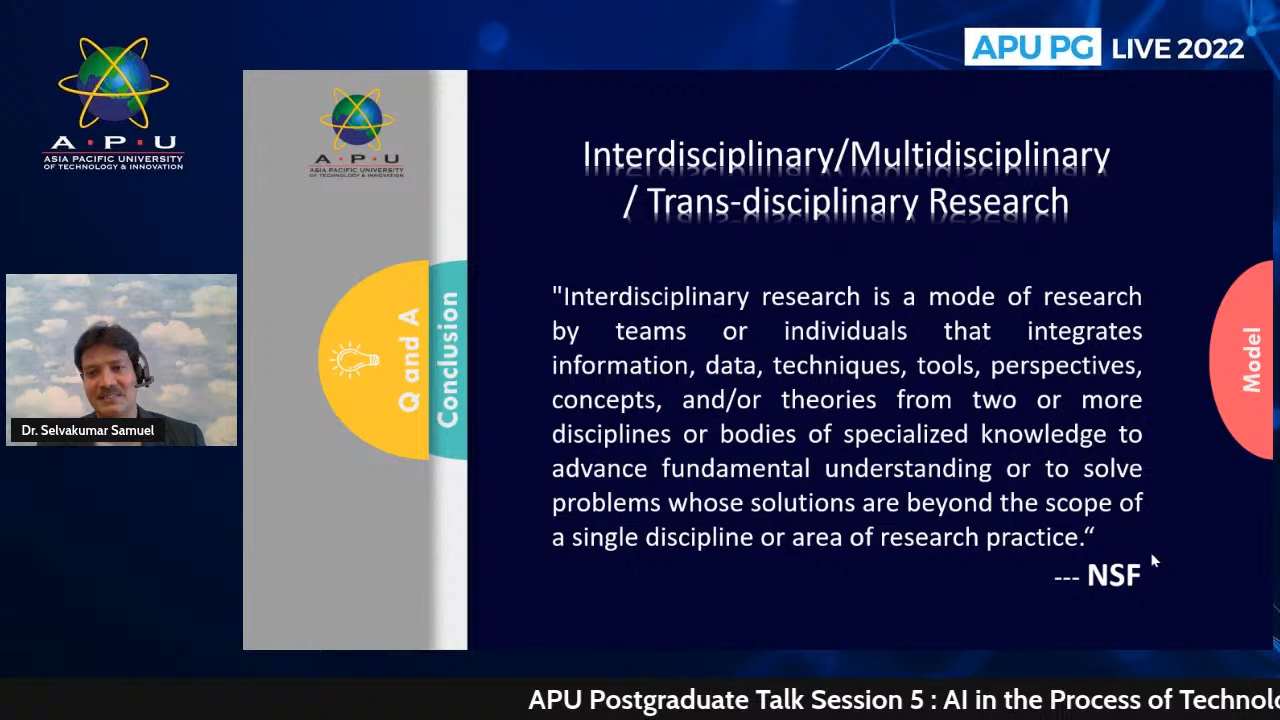 APU PG LIVE 2022
A·P·U
ASIA PACIFIC UNIVERSITY
OF TECHNOLOGY & INNOVATION
A·P·U
ASIA PACIFIC UNIVERSITY
OF TECHNOLOGY & INNOVATION
Interdisciplinary/Multidisciplinary
/ Trans-disciplinary Research
Q and A
Conclusion
Model
"Interdisciplinary research is a mode of research
by teams or individuals that integrates
information, data, techniques, tools, perspectives,
concepts, and/or theories from two or more
disciplines or bodies of specialized knowledge to
advance fundamental understanding or to solve
problems whose solutions are beyond the scope of
a single discipline or area of research practice.“
--- NSF
Dr. Selvakumar Samuel
APU Postgraduate Talk Session 5 : AI in the Process of Technolo